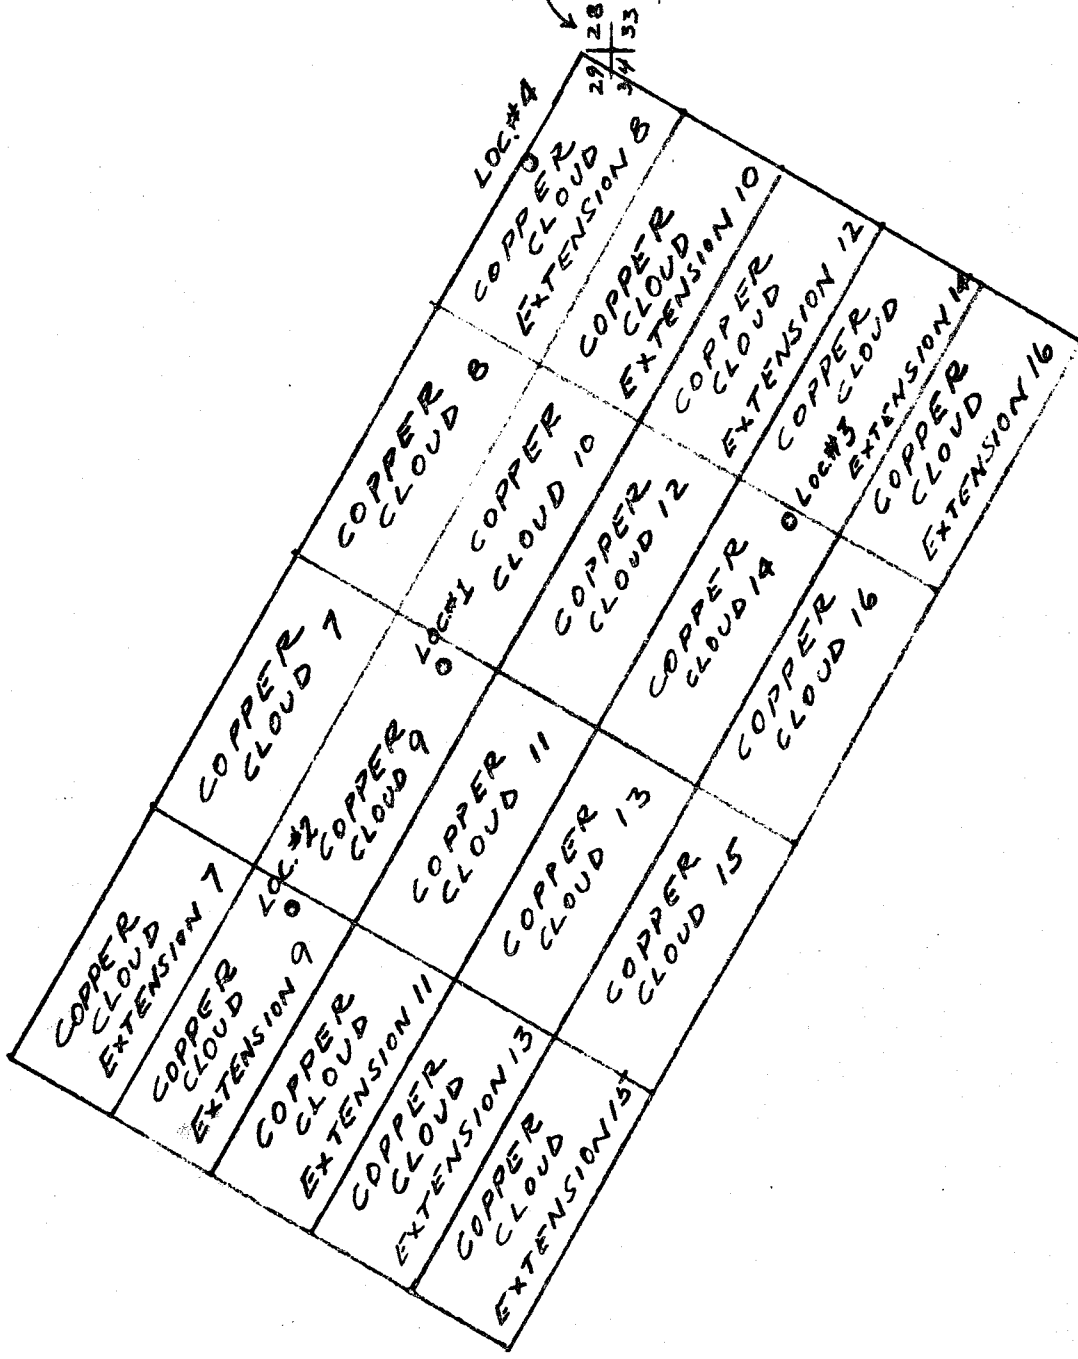 29 28
34 33
LOC.#4
COPPER
CLOUD
EXTENSION 7
COPPER
CLOUD 7
COPPER
CLOUD 8
COPPER
CLOUD
EXTENSION 8
LOC.#2
LOC.#1
COPPER
CLOUD
EXTENSION 9
COPPER
CLOUD 9
COPPER
CLOUD 10
COPPER
CLOUD
EXTENSION 10
COPPER
CLOUD
EXTENSION 11
COPPER
CLOUD 11
COPPER
CLOUD 12
COPPER
CLOUD
EXTENSION 12
COPPER
CLOUD
EXTENSION 13
COPPER
CLOUD 13
COPPER
CLOUD 14
LOC.#3
COPPER
CLOUD
EXTENSION 14
COPPER
CLOUD
EXTENSION 15
COPPER
CLOUD 15
COPPER
CLOUD 16
COPPER
CLOUD
EXTENSION 16